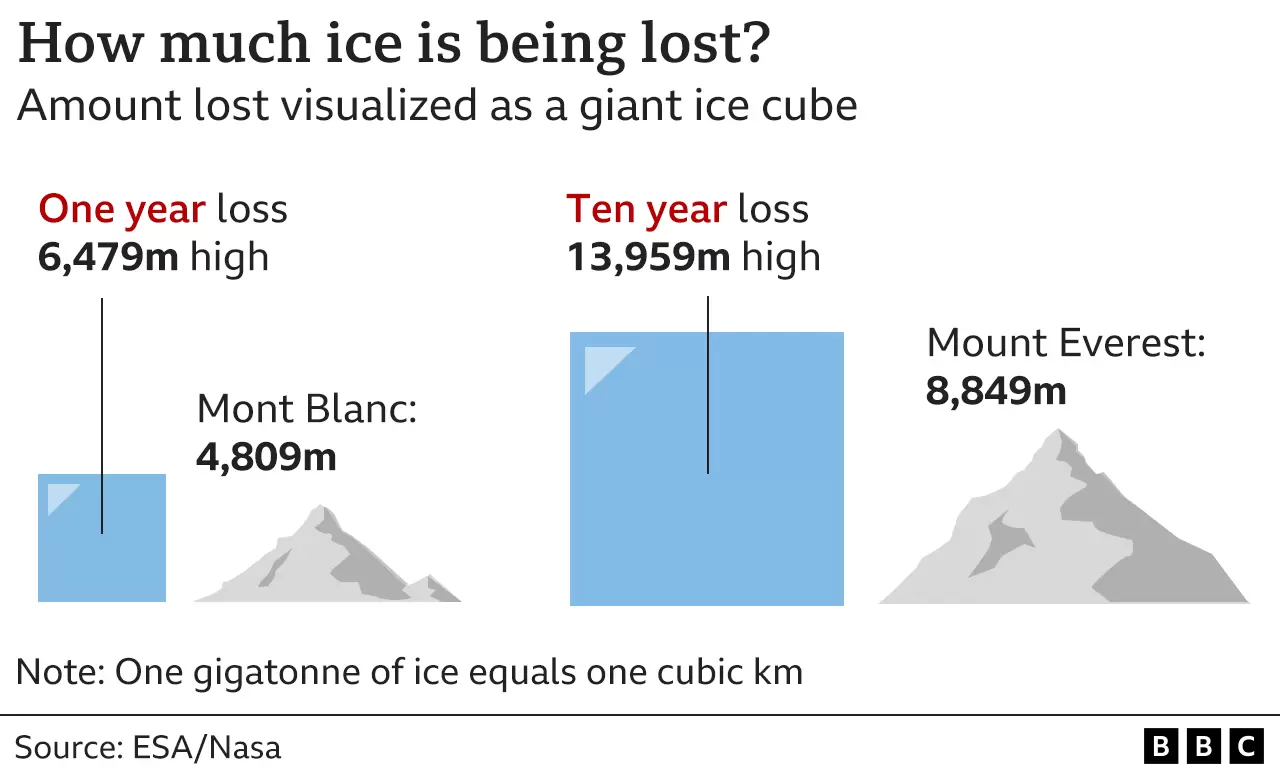 How much ice is being lost?
Amount lost visualized as a giant ice cube
One year loss
6,479m high
Ten year loss
13,959m high
Mont Blanc:
4,809m
Mount Everest:
8,849m
Note: One gigatonne of ice equals one cubic km
Source: ESA/Nasa
BBC